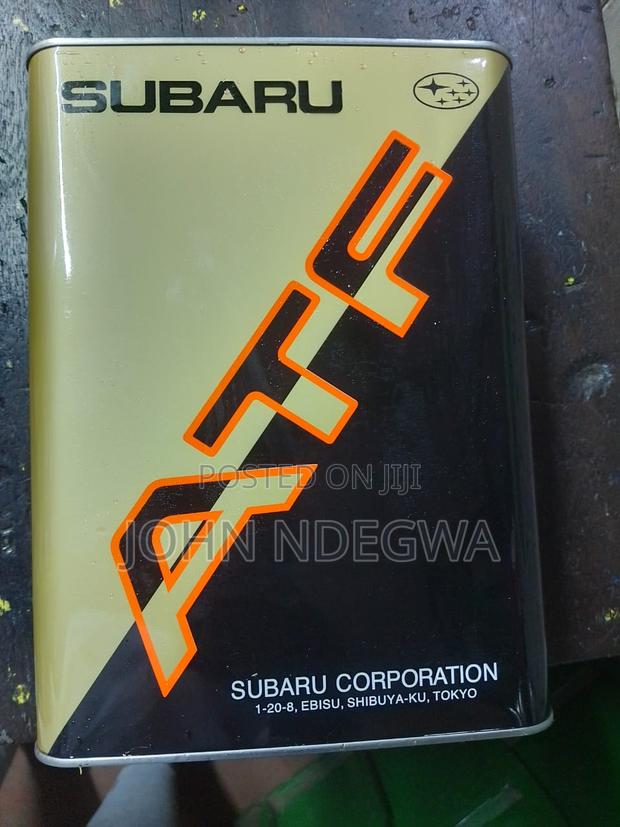 SUBARU
ATF
POSTED ON JIJI
JOHN NDEGWA
SUBARU CORPORATION
1-20-8, EBISU, SHIBUYA-KU, TOKYO